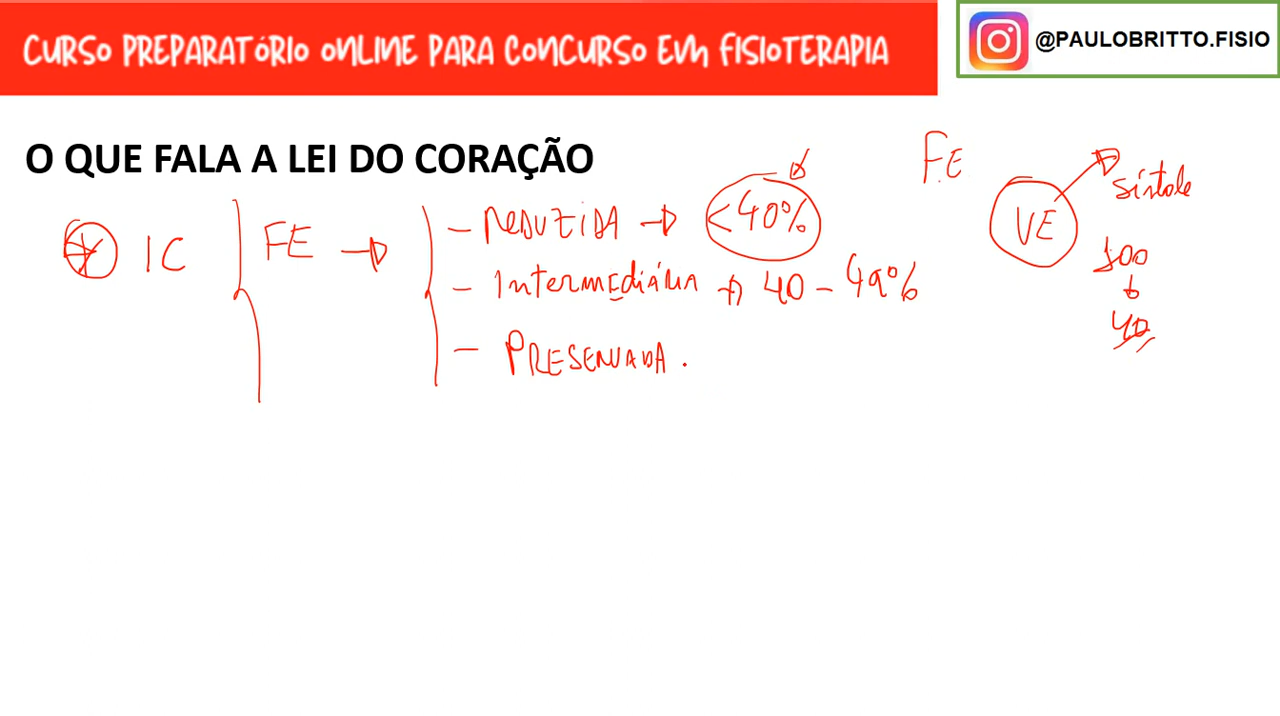 CURSO PREPARATÓRIO ONLINE PARA CONCURSO EM FISIOTERAPIA
@PAULOBRITTO.FISIO
O QUE FALA A LEI DO CORAÇÃO
FE
VE
Sístole
100
40
IC
FE
- REDUZIDA → <40%
- Intermediária → 40 - 49%
- PRESERVADA.